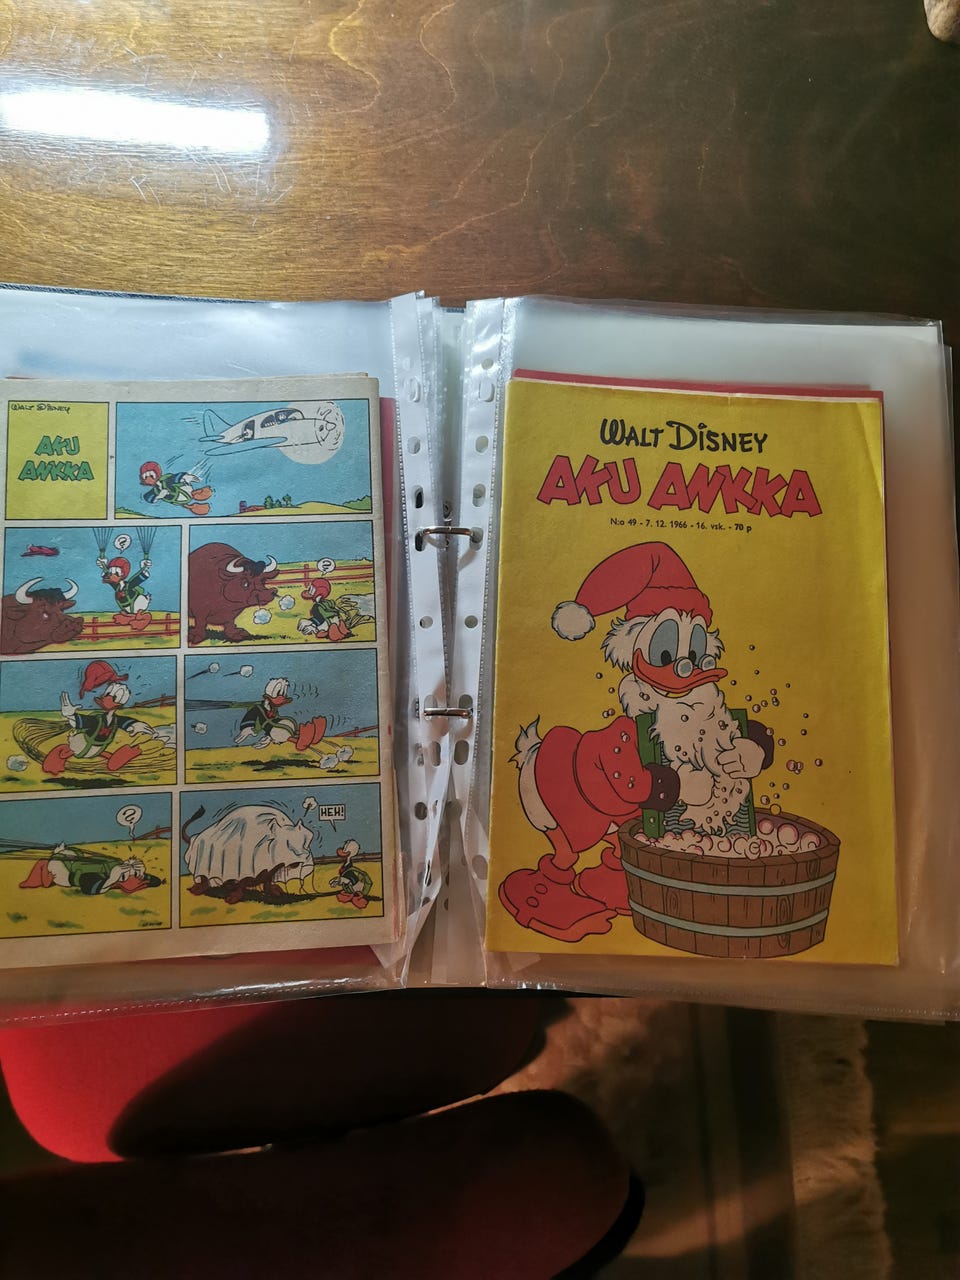 WALT DISNEY
AKU
ANKKA
?
?
HEH!
WALT DISNEY
AKU ANKKA
N:o 49 - 7. 12. 1966 - 16. vsk. - 70 p